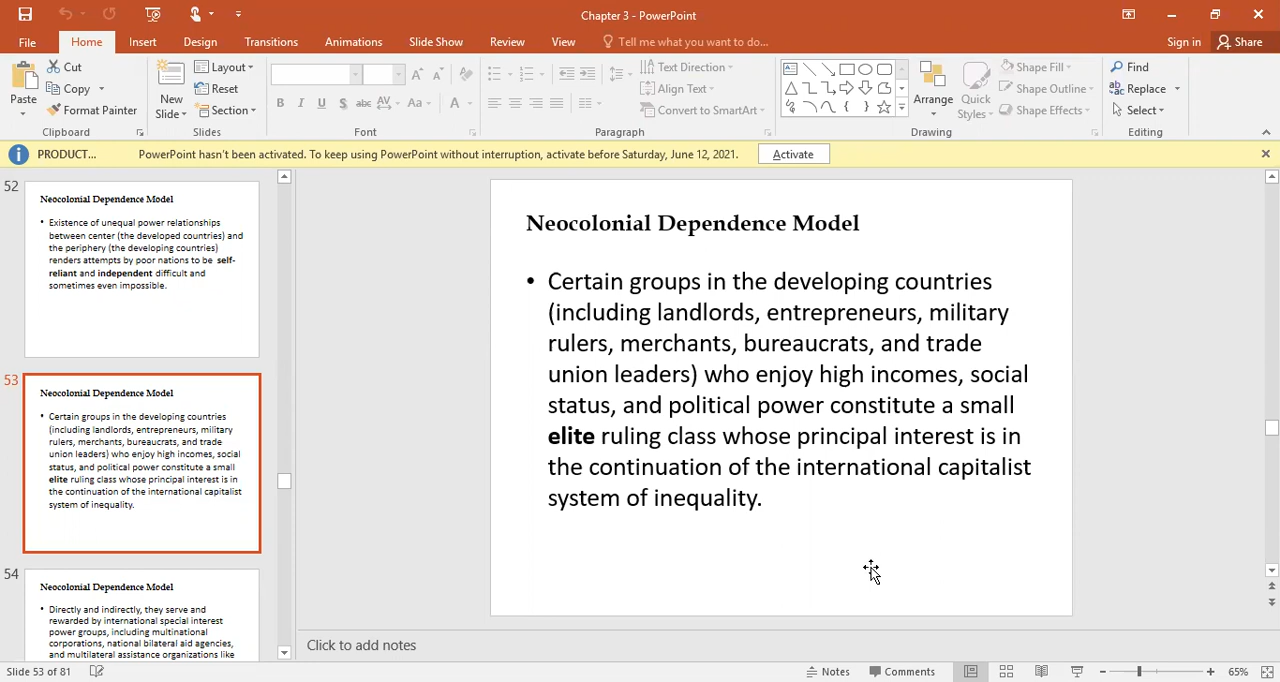 Chapter 3 - PowerPoint
File Home Insert Design Transitions Animations Slide Show Review View Tell me what you want to do... Sign in Share
Paste
Cut
Copy
Format Painter
Clipboard
New
Slide
Layout
Reset
Section
Slides
B I U S abc AV Aa A
Font
Text Direction
Align Text
Convert to SmartArt
Paragraph
Arrange
Quick
Styles
Shape Fill
Shape Outline
Shape Effects
Drawing
Find
Replace
Select
Editing
PRODUCT... PowerPoint hasn't been activated. To keep using PowerPoint without interruption, activate before Saturday, June 12, 2021. Activate
52
Neocolonial Dependence Model
• Existence of unequal power relationships
between center (the developed countries) and
the periphery (the developing countries)
renders attempts by poor nations to be self-
reliant and independent difficult and
sometimes even impossible.
53
Neocolonial Dependence Model
• Certain groups in the developing countries
(including landlords, entrepreneurs, military
rulers, merchants, bureaucrats, and trade
union leaders) who enjoy high incomes, social
status, and political power constitute a small
elite ruling class whose principal interest is in
the continuation of the international capitalist
system of inequality.
54
Neocolonial Dependence Model
• Directly and indirectly, they serve and
rewarded by international special interest
power groups, including multinational
corporations, national bilateral aid agencies,
and multilateral assistance organizations like
Neocolonial Dependence Model
• Certain groups in the developing countries
(including landlords, entrepreneurs, military
rulers, merchants, bureaucrats, and trade
union leaders) who enjoy high incomes, social
status, and political power constitute a small
elite ruling class whose principal interest is in
the continuation of the international capitalist
system of inequality.
Click to add notes
Slide 53 of 81 Notes Comments 65%